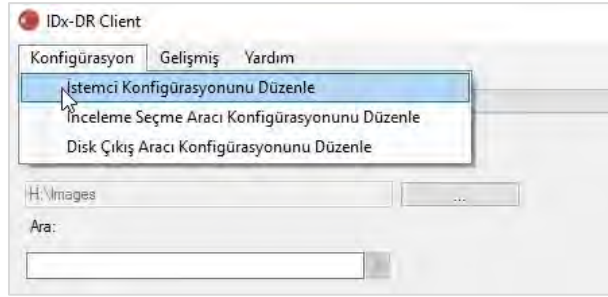 IDx-DR Client
Konfigürasyon Gelişmiş Yardım
İstemci Konfigürasyonunu Düzenle
İnceleme Seçme Aracı Konfigürasyonunu Düzenle
Disk Çıkış Aracı Konfigürasyonunu Düzenle
H:\Images ...
Ara: